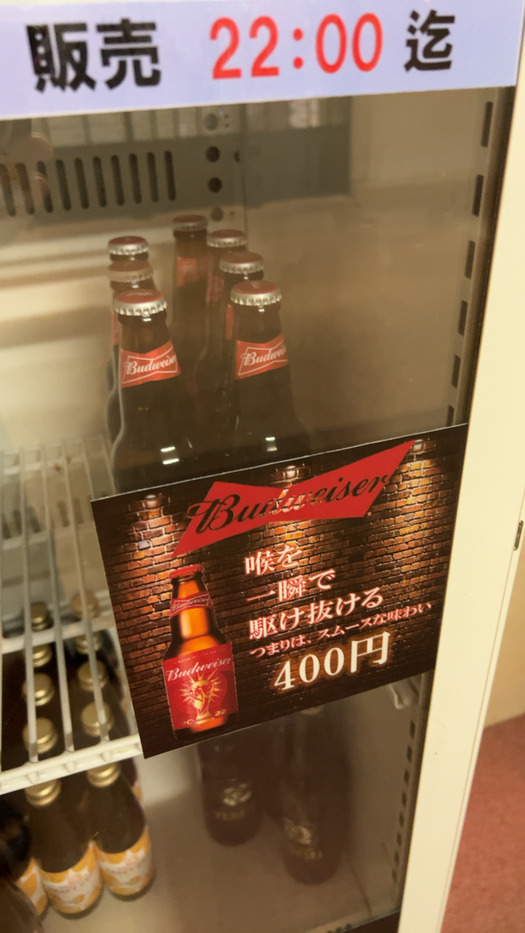 販売 22:00 迄
Budweiser
Budweiser
Budweiser
喉を
一瞬で
駆け抜ける
つまりは、スムースな味わい
400円
Budweiser